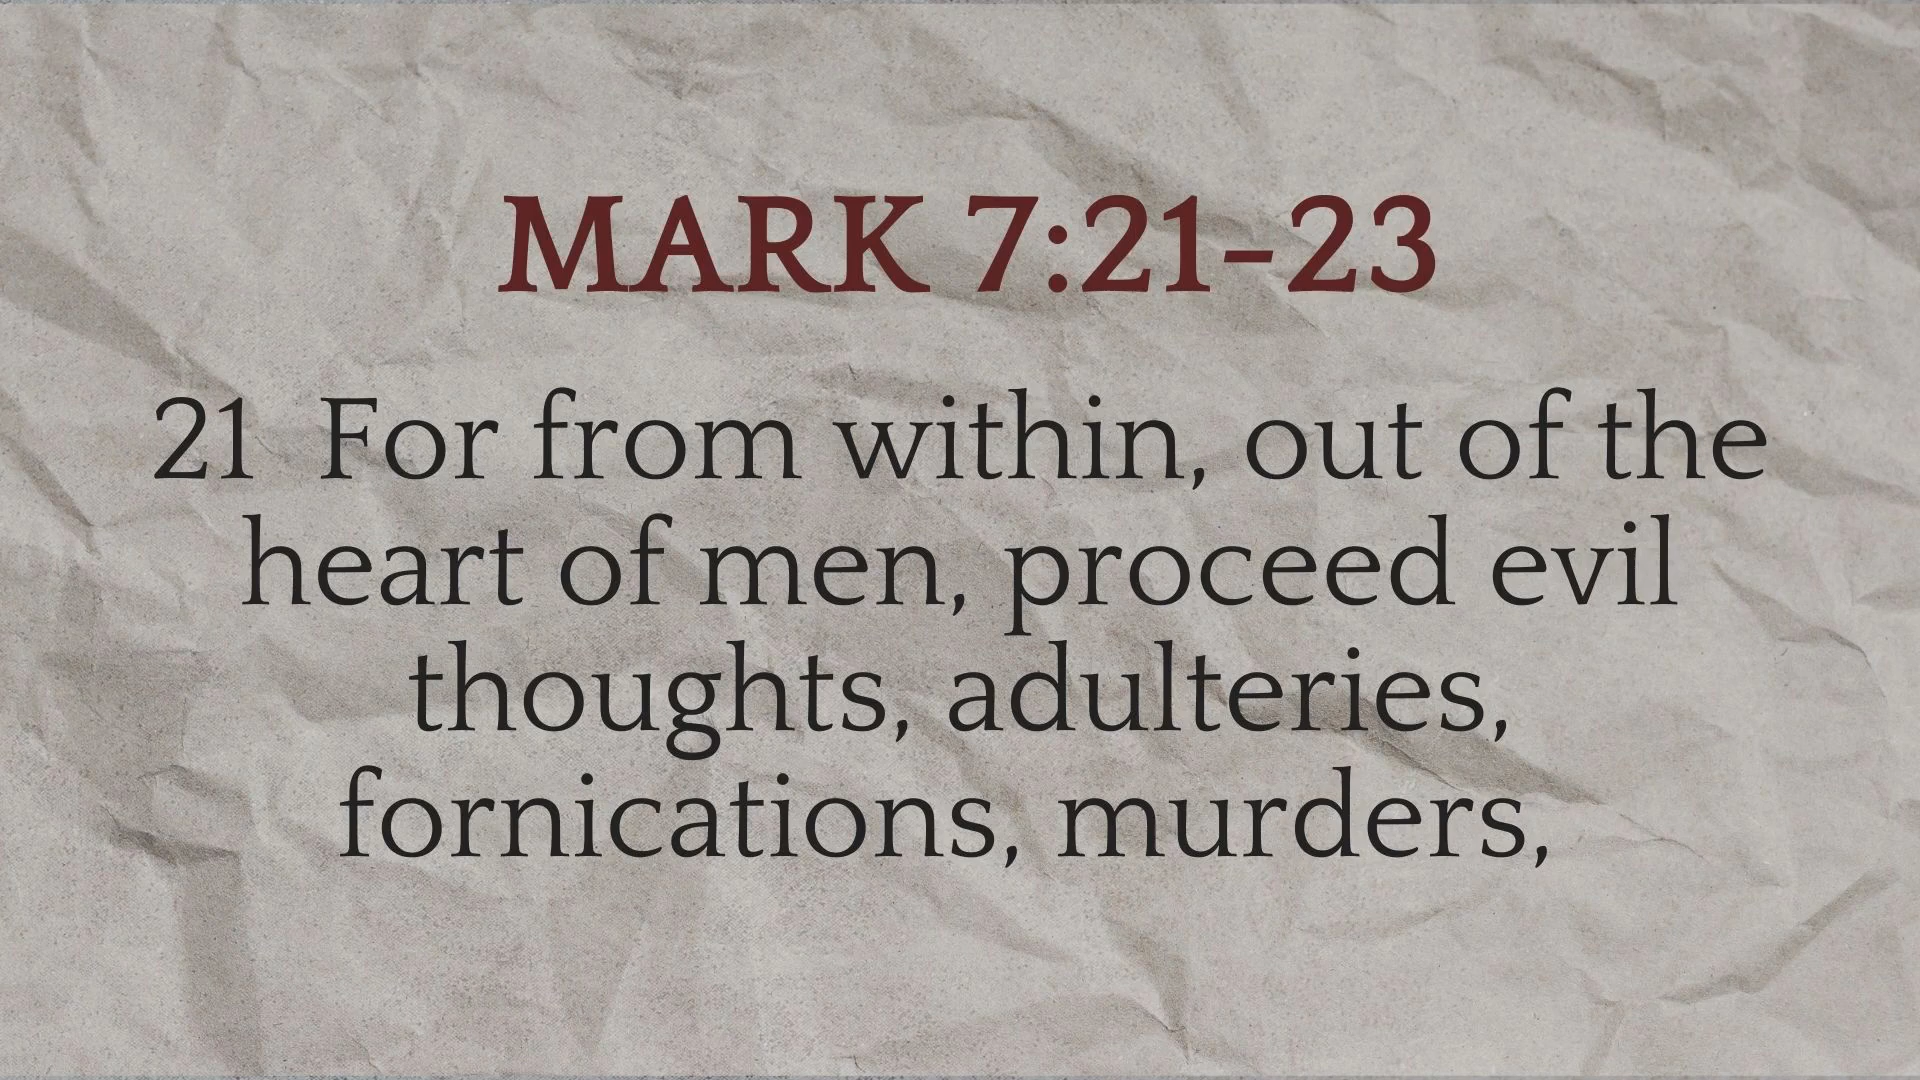 MARK 7:21–23
21 For from within, out of the
heart of men, proceed evil
thoughts, adulteries,
fornications, murders,